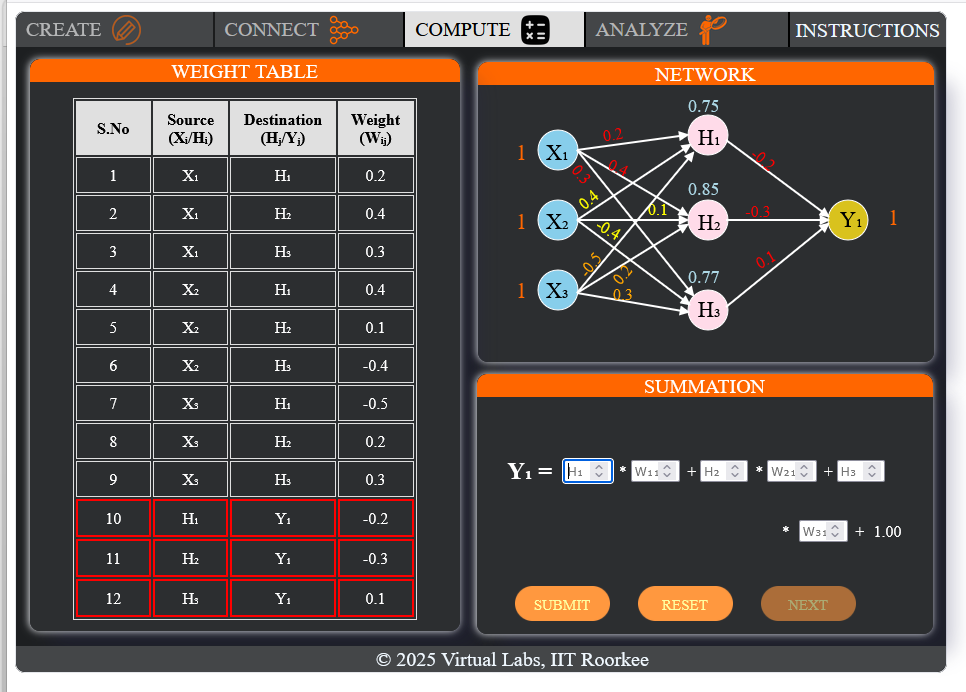 CREATE CONNECT COMPUTE ANALYZE INSTRUCTIONS
WEIGHT TABLE
S.No Source (Xᵢ/Hᵢ) Destination (Hⱼ/Yⱼ) Weight (Wᵢⱼ)
1 X₁ H₁ 0.2
2 X₁ H₂ 0.4
3 X₁ H₃ 0.3
4 X₂ H₁ 0.4
5 X₂ H₂ 0.1
6 X₂ H₃ -0.4
7 X₃ H₁ -0.5
8 X₃ H₂ 0.2
9 X₃ H₃ 0.3
10 H₁ Y₁ -0.2
11 H₂ Y₁ -0.3
12 H₃ Y₁ 0.1
NETWORK
0.75
1 X₁ 0.2 H₁
0.3 0.4 -0.2
0.85
0.4 0.1
1 X₂ H₂ -0.3 Y₁ 1
-0.4
-0.5 0.2 0.1
0.77
1 X₃ 0.3
H₃
SUMMATION
Y₁ = H₁ * W₁₁ + H₂ * W₂₁ + H₃
* W₃₁ + 1.00
SUBMIT RESET NEXT
© 2025 Virtual Labs, IIT Roorkee